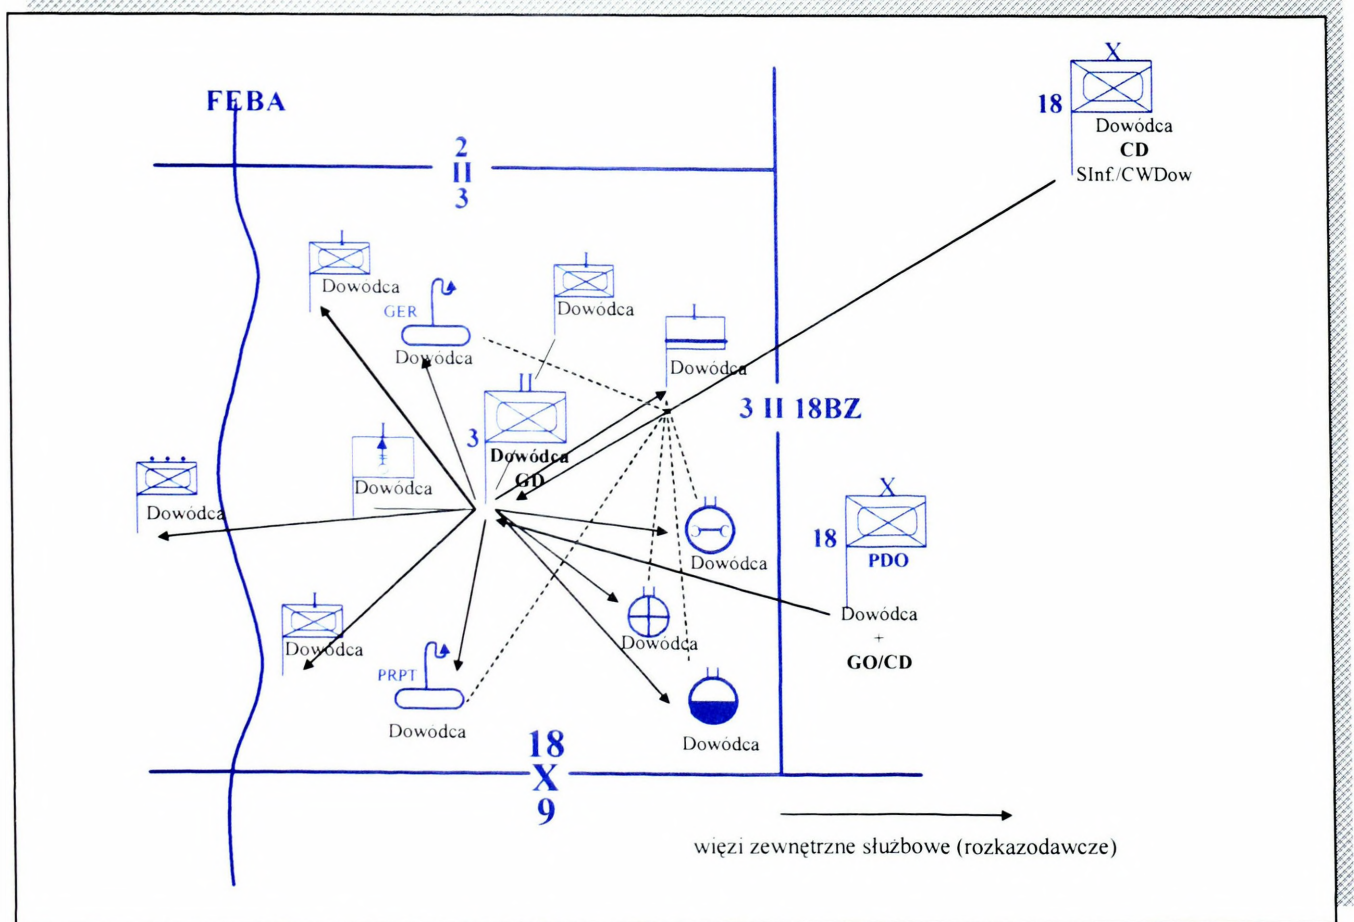 FEBA
2
II
3
X
18
Dowódca
CD
SInf./CWDow
I
Dowódca
GER
Dowódca
I
Dowódca
I
Dowódca
II
3
Dowódca
GD
3 II 18BZ
I
Dowódca
Dowódca
Dowódca
X
18
PDO
Dowódca
+
GO/CD
I
Dowódca
Dowódca
PRPT
Dowódca
Dowódca
18
X
9
więzi zewnętrzne służbowe (rozkazodawcze)